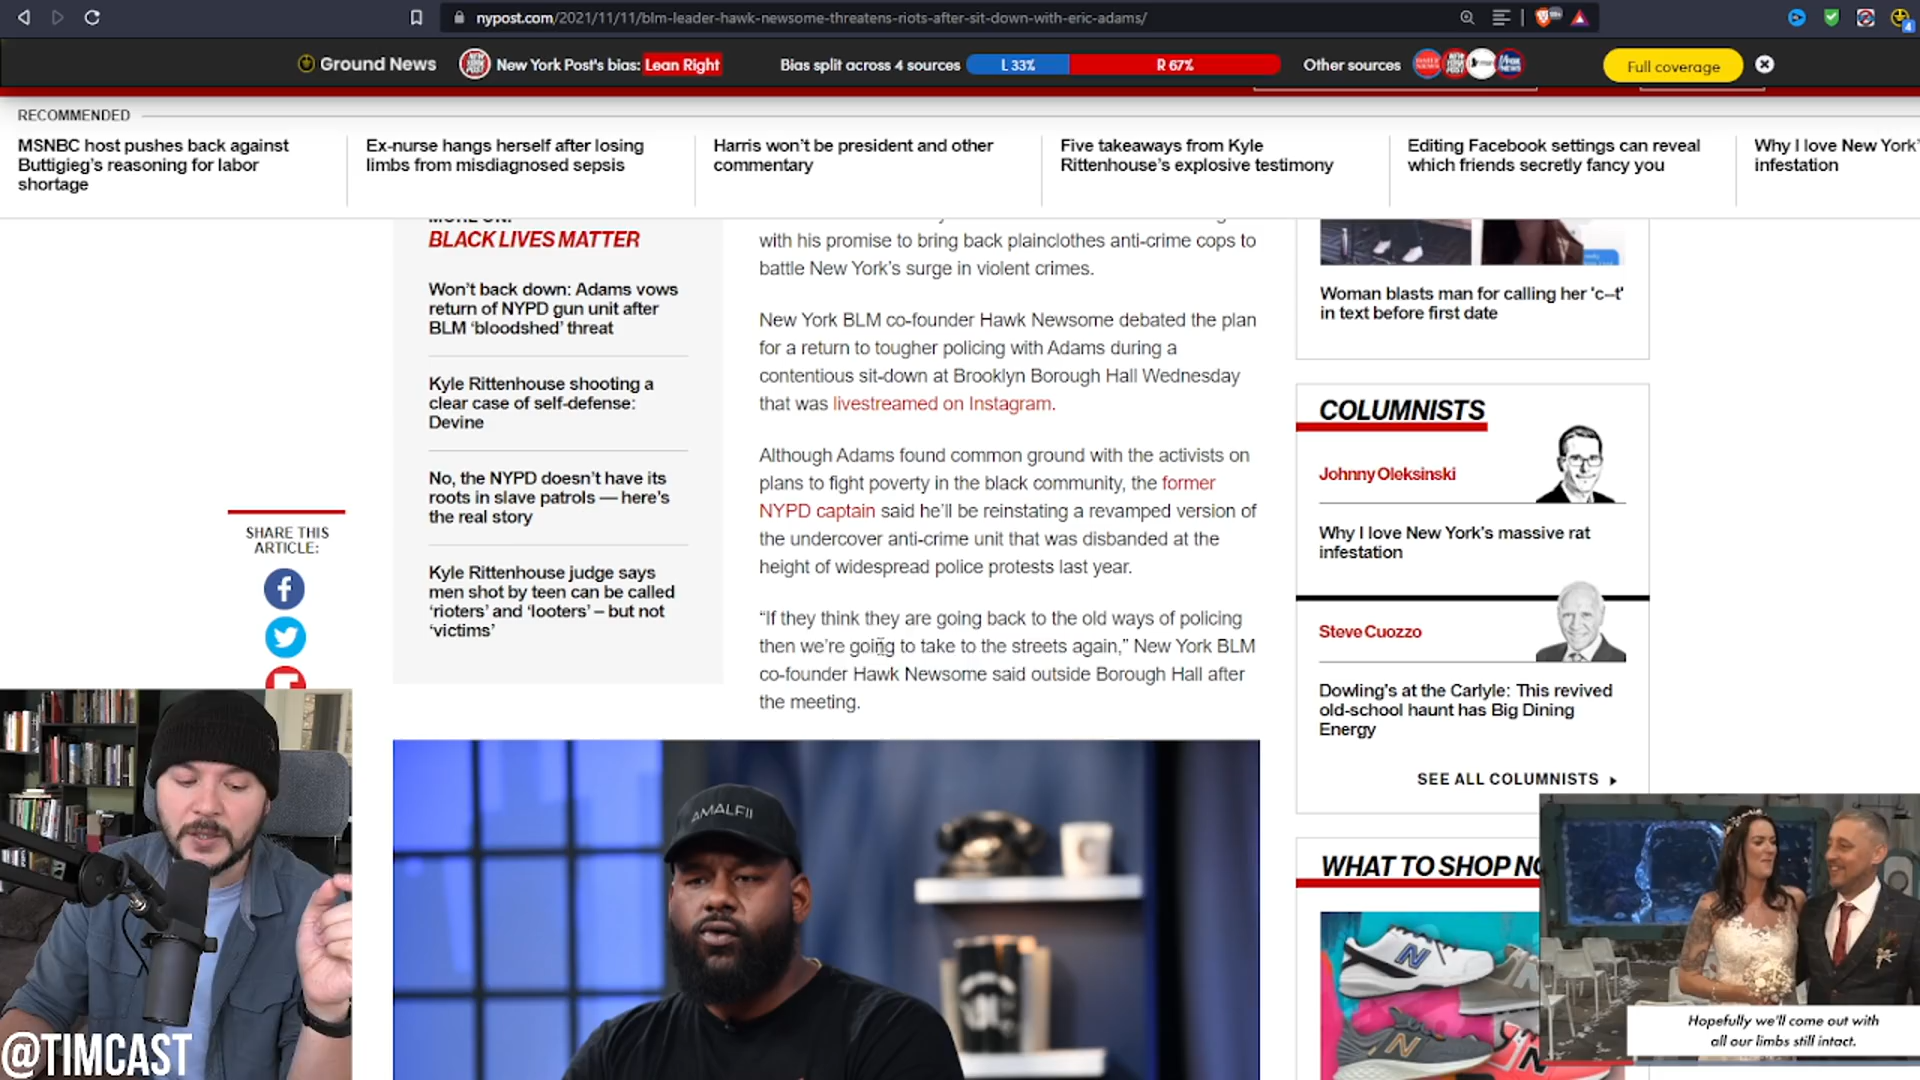 nypost.com/2021/11/11/blm-leader-hawk-newsome-threatens-riots-after-sit-down-with-eric-adams/
Ground News
New York Post's bias: Lean Right
Bias split across 4 sources
L 33%
R 67%
Other sources
Full coverage
4
RECOMMENDED
MSNBC host pushes back against
Buttigieg's reasoning for labor
shortage
Ex-nurse hangs herself after losing
limbs from misdiagnosed sepsis
Harris won't be president and other
commentary
Five takeaways from Kyle
Rittenhouse's explosive testimony
Editing Facebook settings can reveal
which friends secretly fancy you
Why I love New York'
infestation
BLACK LIVES MATTER
Won't back down: Adams vows
return of NYPD gun unit after
BLM 'bloodshed' threat
Kyle Rittenhouse shooting a
clear case of self-defense:
Devine
No, the NYPD doesn't have its
roots in slave patrols — here's
the real story
Kyle Rittenhouse judge says
men shot by teen can be called
'rioters' and 'looters' – but not
'victims'
SHARE THIS
ARTICLE:
with his promise to bring back plainclothes anti-crime cops to
battle New York's surge in violent crimes.
New York BLM co-founder Hawk Newsome debated the plan
for a return to tougher policing with Adams during a
contentious sit-down at Brooklyn Borough Hall Wednesday
that was livestreamed on Instagram.
Although Adams found common ground with the activists on
plans to fight poverty in the black community, the former
NYPD captain said he'll be reinstating a revamped version of
the undercover anti-crime unit that was disbanded at the
height of widespread police protests last year.
“If they think they are going back to the old ways of policing
then we're going to take to the streets again,” New York BLM
co-founder Hawk Newsome said outside Borough Hall after
the meeting.
AMALFII
Woman blasts man for calling her 'c--t'
in text before first date
COLUMNISTS
Johnny Oleksinski
Why I love New York's massive rat
infestation
Steve Cuozzo
Dowling's at the Carlyle: This revived
old-school haunt has Big Dining
Energy
SEE ALL COLUMNISTS
WHAT TO SHOP NO
Hopefully we'll come out with
all our limbs still intact.
@TIMCAST